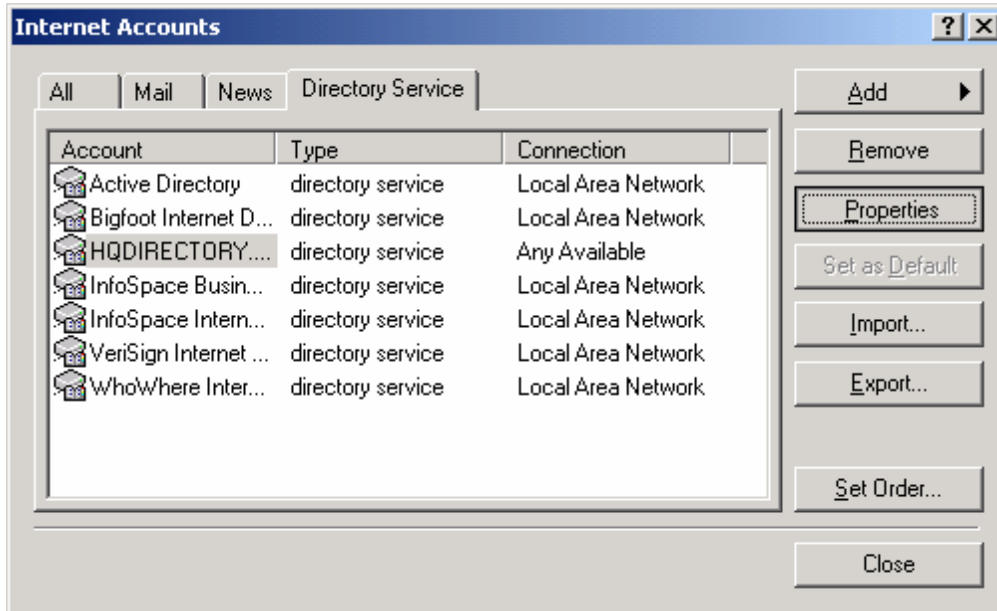 Internet Accounts
All Mail News Directory Service
Account Type Connection
Active Directory directory service Local Area Network
Bigfoot Internet D... directory service Local Area Network
HQDIRECTORY.... directory service Any Available
InfoSpace Busin... directory service Local Area Network
InfoSpace Intern... directory service Local Area Network
VeriSign Internet ... directory service Local Area Network
WhoWhere Inter... directory service Local Area Network
Add
Remove
Properties
Set as Default
Import...
Export...
Set Order...
Close